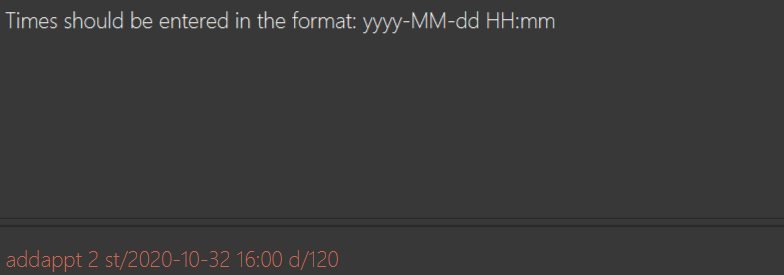 Times should be entered in the format: yyyy-MM-dd HH:mm
addappt 2 st/2020-10-32 16:00 d/120